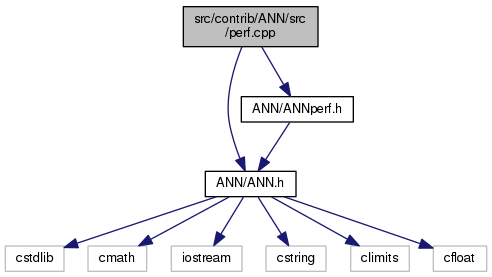 src/contrib/ANN/src
/perf.cpp
ANN/ANNperf.h
ANN/ANN.h
cstdlib
cmath
iostream
cstring
climits
cfloat